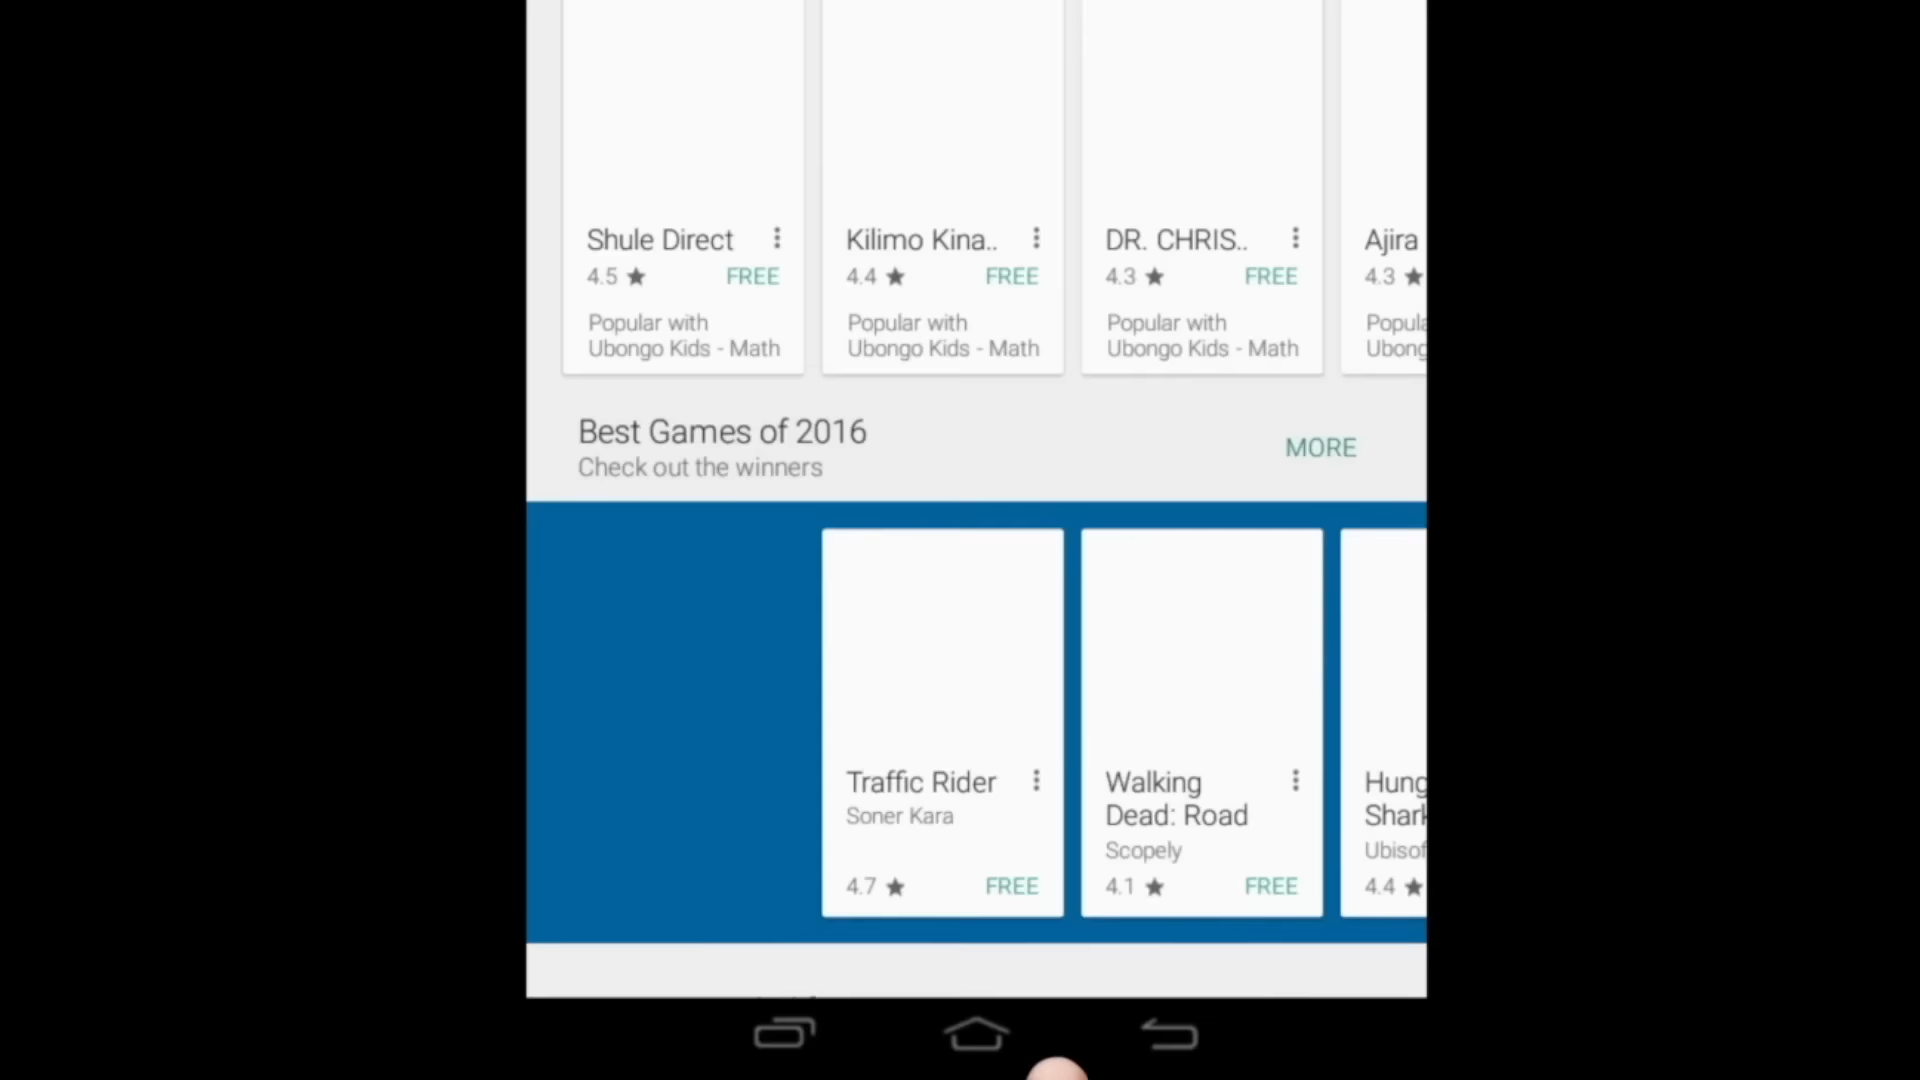 Shule Direct
4.5 ★ FREE
Popular with
Ubongo Kids - Math
Kilimo Kina..
4.4 ★ FREE
Popular with
Ubongo Kids - Math
DR. CHRIS..
4.3 ★ FREE
Popular with
Ubongo Kids - Math
Ajira
4.3 ★
Popula
Ubong
Best Games of 2016
Check out the winners
MORE
Traffic Rider
Soner Kara
4.7 ★ FREE
Walking
Dead: Road
Scopely
4.1 ★ FREE
Hung
Shark
Ubisof
4.4 ★